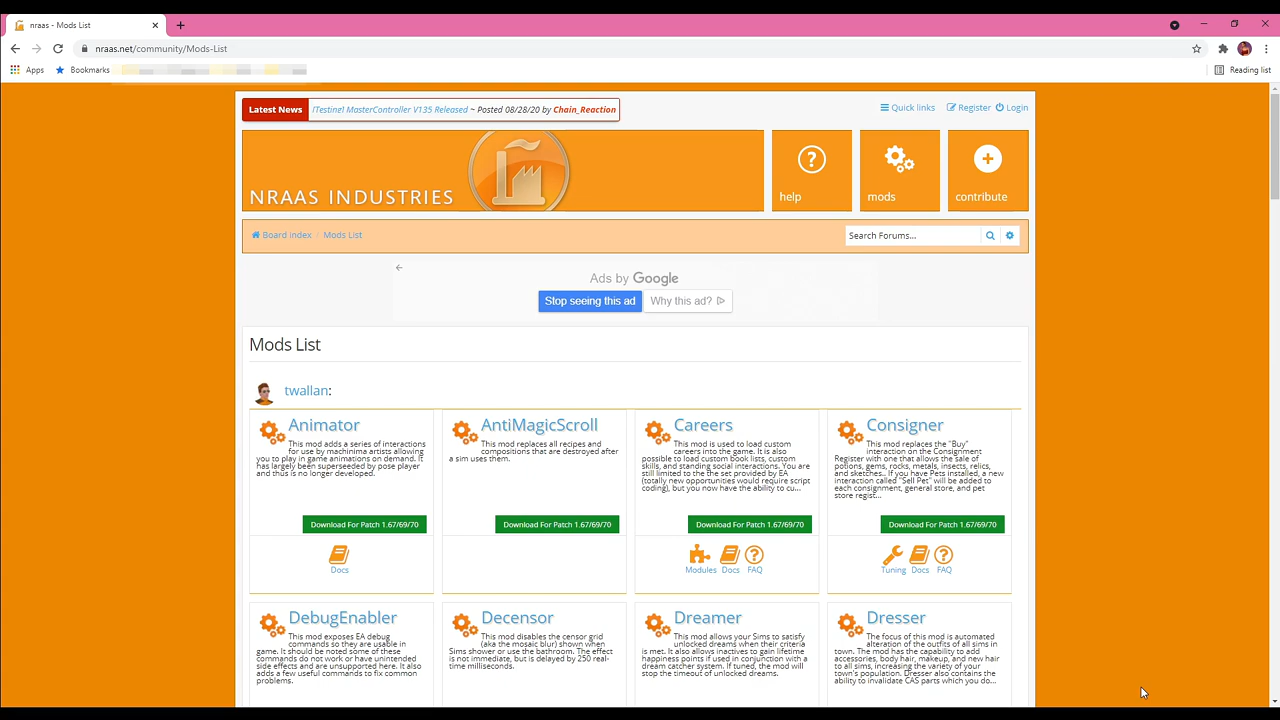 nraas - Mods List
nraas.net/community/Mods-List
Apps
Bookmarks
Reading list
Latest News
[Testing] MasterController V135 Released ~ Posted 08/28/20 by Chain_Reaction
Quick links
Register
Login
NRAAS INDUSTRIES
help
mods
contribute
Board index / Mods List
Search Forums...
Ads by Google
Stop seeing this ad
Why this ad?
Mods List
twallan:
Animator
This mod adds a series of interactions
for use by machinima artists allowing
you to play in game animations on demand. It
has largely been superseded by pose player
and thus is no longer developed.
Download For Patch 1.67/69/70
Docs
AntiMagicScroll
This mod replaces all recipes and
compositions that are destroyed after
a sim uses them.
Download For Patch 1.67/69/70
Careers
This mod is used to load custom
careers into the game. It is also
possible to load custom book lists, custom
skills, and standing social interactions. You are
still limited to the the set provided by EA
(totally new opportunities would require script
coding), but you now have the ability to cu...
Download For Patch 1.67/69/70
Modules
Docs
FAQ
Consigner
This mod replaces the "Buy"
interaction on the Consignment
Register with one that allows the sale of
potions, gems, rocks, metals, insects, relics,
and sketches.. If you have Pets installed, a new
interaction called "Sell Pet" will be added to
each consignment, general store, and pet
store regist...
Download For Patch 1.67/69/70
Tuning
Docs
FAQ
DebugEnabler
This mod exposes EA debug
commands so they are usable in
game. It should be noted some of these
commands do not work or have unintended
side effects and are unsupported here. It also
adds a few useful commands to fix common
problems.
Decensor
This mod disables the censor grid
(aka the mosaic blur) shown when
Sims shower or use the bathroom. The effect
is not immediate, but is delayed by 250 real-
time milliseconds.
Dreamer
This mod allows your Sims to satisfy
unlocked dreams when their criteria
is met. It also allows inactives to gain lifetime
happiness points if used in conjunction with a
dream catcher system. If tuned, the mod will
stop the timeout of unlocked dreams.
Dresser
The focus of this mod is automated
alteration of the outfits of all sims in
town. The mod has the capability to add
accessories, body hair, makeup, and new hair
to all sims, increasing the variety of your
town's population. Dresser also contains the
ability to invalidate CAS parts which you do...